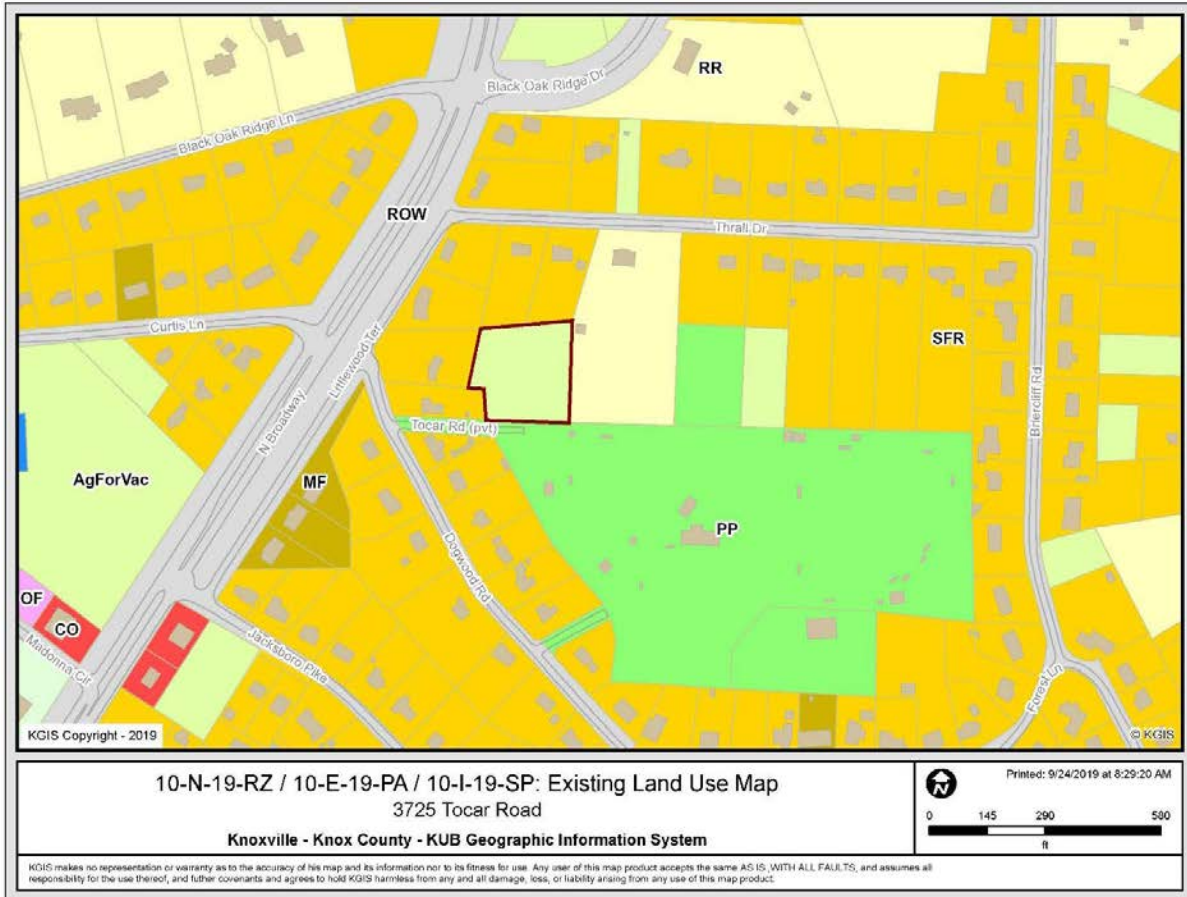 RR
Black Oak Ridge Dr
Black Oak Ridge Ln
ROW
Thrall Dr
Curtis Ln
Littlewood Ter
SFR
Briercliff Rd
N Broadway
Tocar Rd (pvt)
AgForVac
MF
PP
Dogwood Rd
OF
CO
Madonna Cir
Jacksboro Pike
Forest Ln
KGIS Copyright - 2019
© KGIS
10-N-19-RZ / 10-E-19-PA / 10-I-19-SP: Existing Land Use Map
3725 Tocar Road
Knoxville - Knox County - KUB Geographic Information System
N
Printed: 9/24/2019 at 8:29:20 AM
0 145 290 580
ft
KGIS makes no representation or warranty as to the accuracy of his map and its information nor to its fitness for use. Any user of this map product accepts the same AS IS ,WITH ALL FAULTS, and assumes all
responsibility for the use thereof, and futher covenants and agrees to hold KGIS harmless from any and all damage, loss, or liability arising from any use of this map product.